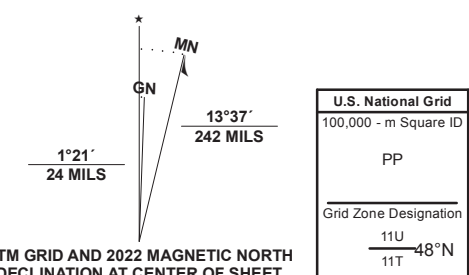 ★
MN
GN
13°37´
242 MILS
1°21´
24 MILS
TM GRID AND 2022 MAGNETIC NORTH
DECLINATION AT CENTER OF SHEET
U.S. National Grid
100,000 - m Square ID
PP
Grid Zone Designation
11U
48°N
11T